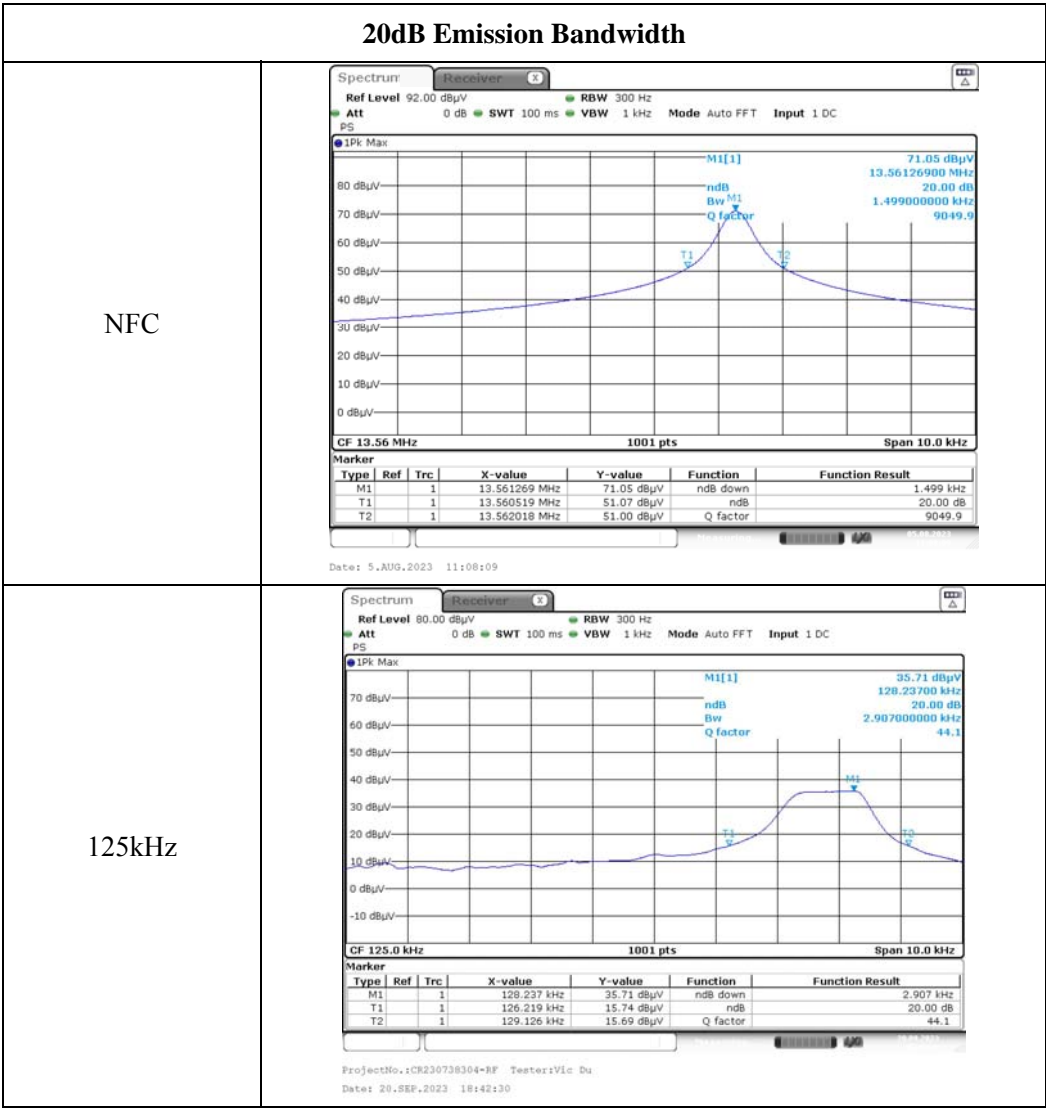 20dB Emission Bandwidth
NFC
Spectrum Receiver X
Ref Level 92.00 dBµV RBW 300 Hz
Att 0 dB SWT 100 ms VBW 1 kHz Mode Auto FFT Input 1 DC
PS
1Pk Max
M1[1] 71.05 dBµV
13.56126900 MHz
80 dBµV
ndB 20.00 dB
Bw 1.499000000 kHz
M1
70 dBµV
Q factor 9049.9
60 dBµV
T1 T2
50 dBµV
40 dBµV
30 dBµV
20 dBµV
10 dBµV
0 dBµV
CF 13.56 MHz 1001 pts Span 10.0 kHz
Marker
Type Ref Trc X-value Y-value Function Function Result
M1 1 13.561269 MHz 71.05 dBµV ndB down 1.499 kHz
T1 1 13.560519 MHz 51.07 dBµV ndB 20.00 dB
T2 1 13.562018 MHz 51.00 dBµV Q factor 9049.9
Measuring... 05.08.2023
Date: 5.AUG.2023 11:08:09
125kHz
Spectrum Receiver X
Ref Level 80.00 dBµV RBW 300 Hz
Att 0 dB SWT 100 ms VBW 1 kHz Mode Auto FFT Input 1 DC
PS
1Pk Max
M1[1] 35.71 dBµV
128.23700 kHz
70 dBµV
ndB 20.00 dB
Bw 2.907000000 kHz
60 dBµV
Q factor 44.1
50 dBµV
40 dBµV
M1
30 dBµV
20 dBµV
T1 T2
10 dBµV
0 dBµV
-10 dBµV
CF 125.0 kHz 1001 pts Span 10.0 kHz
Marker
Type Ref Trc X-value Y-value Function Function Result
M1 1 128.237 kHz 35.71 dBµV ndB down 2.907 kHz
T1 1 126.219 kHz 15.74 dBµV ndB 20.00 dB
T2 1 129.126 kHz 15.69 dBµV Q factor 44.1
ProjectNo.:CR230738304-RF Tester:Vic Du
Date: 20.SEP.2023 18:42:30